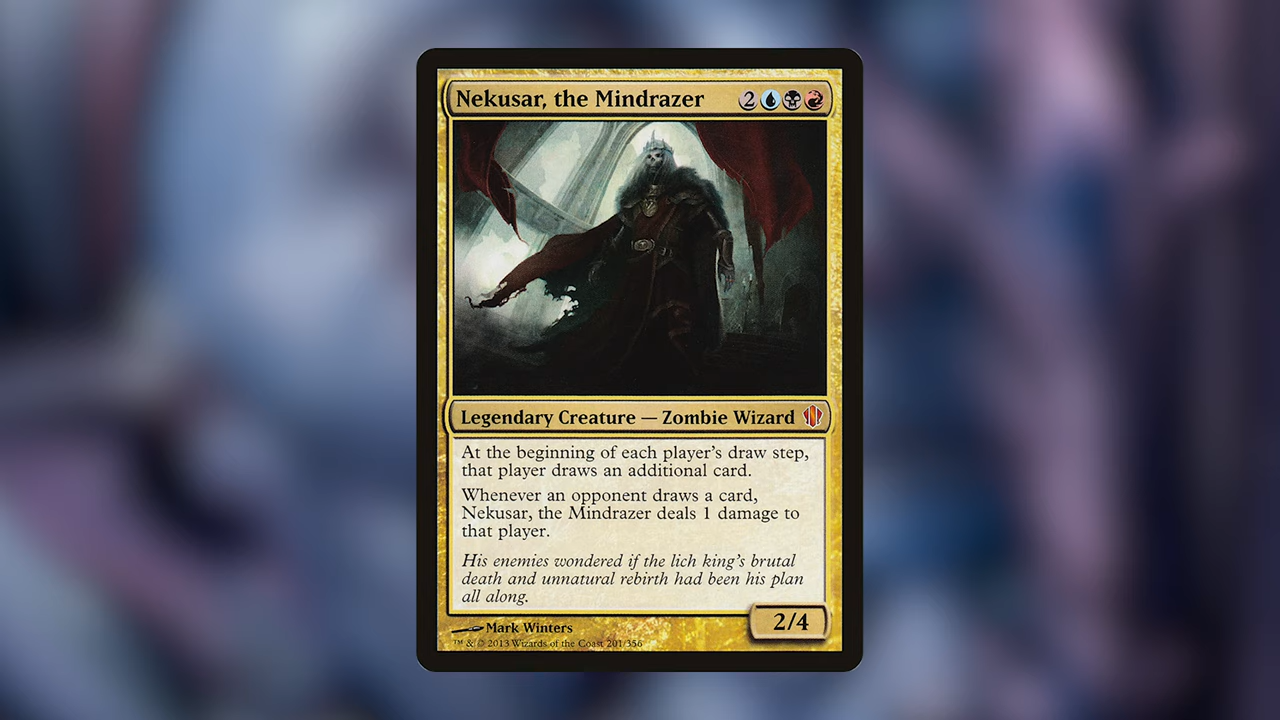 Nekusar, the Mindrazer 2
Legendary Creature — Zombie Wizard
At the beginning of each player's draw step,
that player draws an additional card.
Whenever an opponent draws a card,
Nekusar, the Mindrazer deals 1 damage to
that player.
His enemies wondered if the lich king's brutal
death and unnatural rebirth had been his plan
all along.
2/4
Mark Winters
™ & © 2013 Wizards of the Coast 201/356